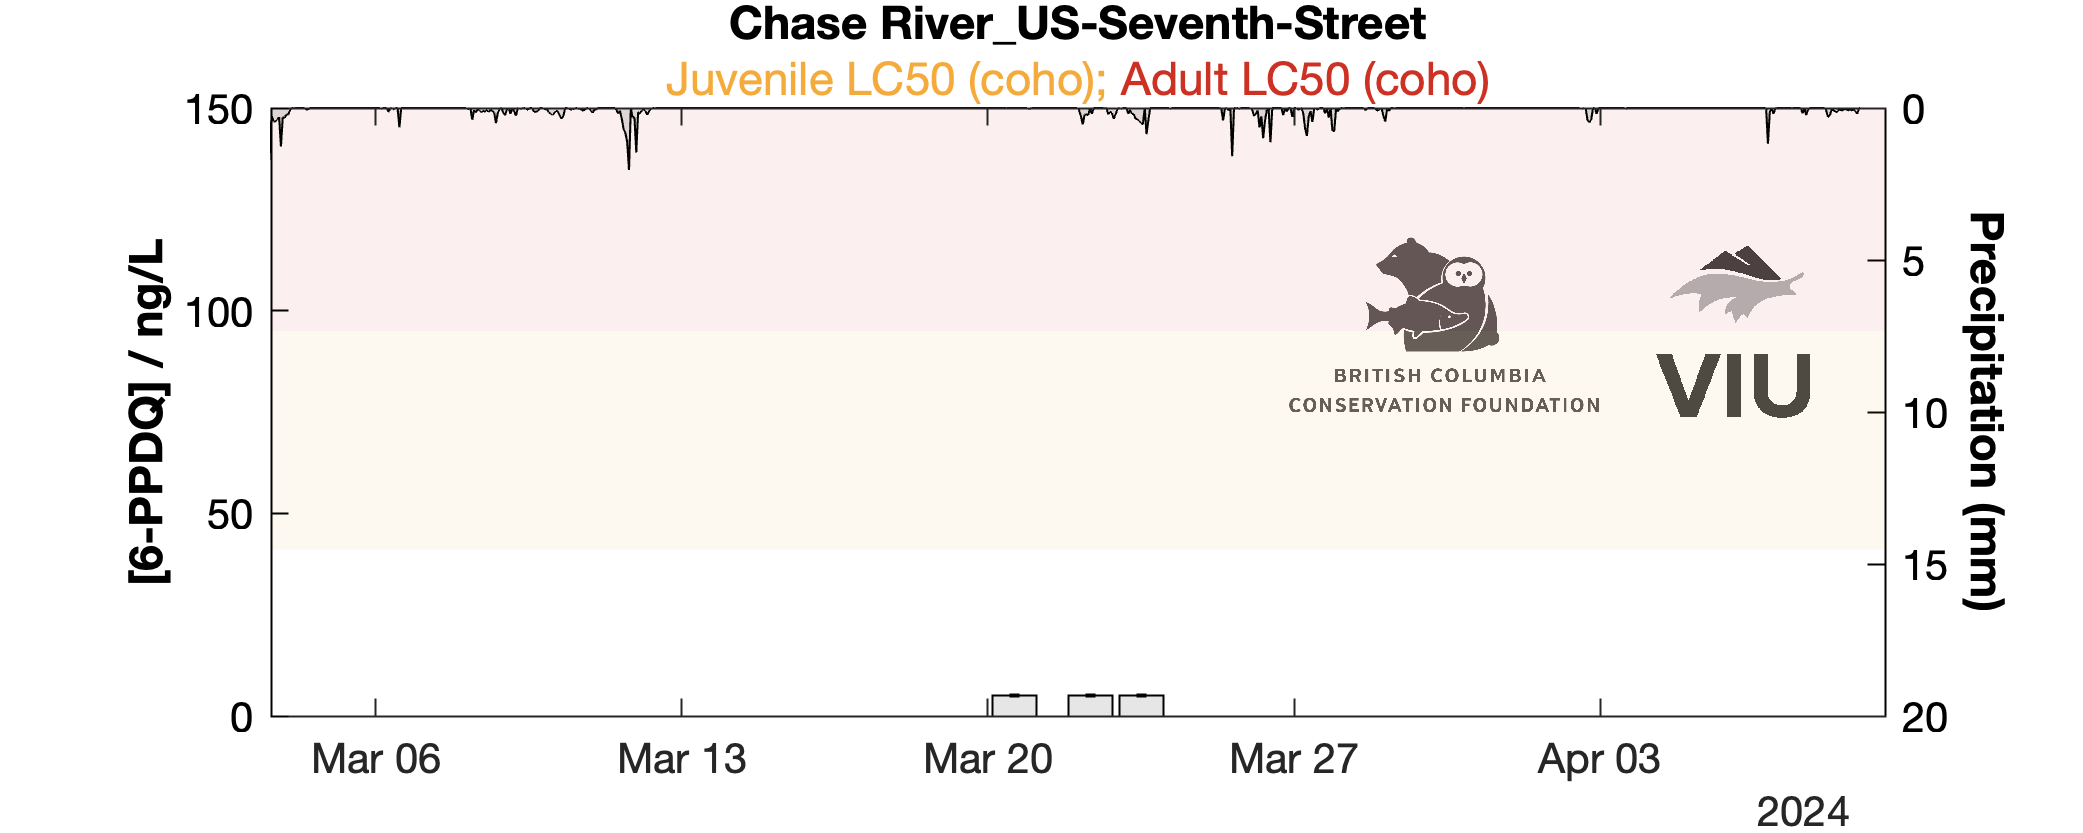 Chase River_US-Seventh-Street
Juvenile LC50 (coho); Adult LC50 (coho)
150
100
50
0
[6-PPDQ] / ng/L
0
5
10
15
20
Precipitation (mm)
BRITISH COLUMBIA
CONSERVATION FOUNDATION
VIU
Mar 06
Mar 13
Mar 20
Mar 27
Apr 03
2024